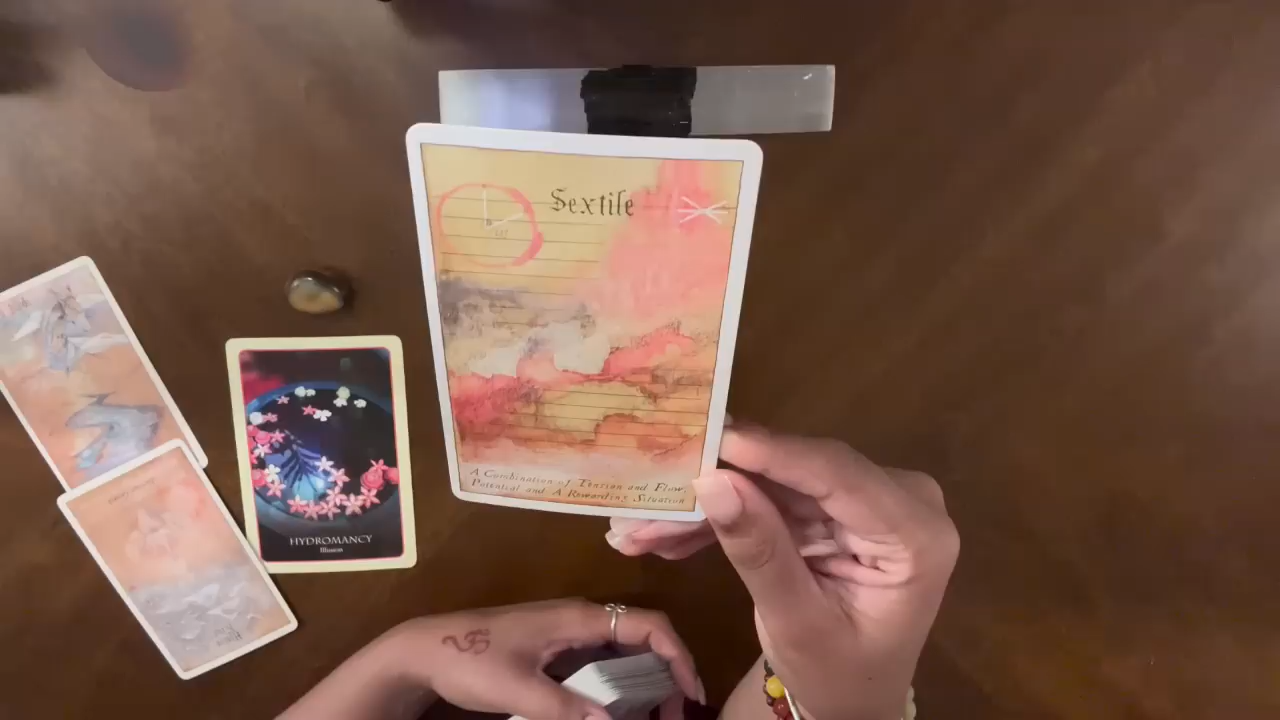 Sextile
A Combination of Tension and Flow,
Potential and A Rewarding Situation
HYDROMANCY
Illusion